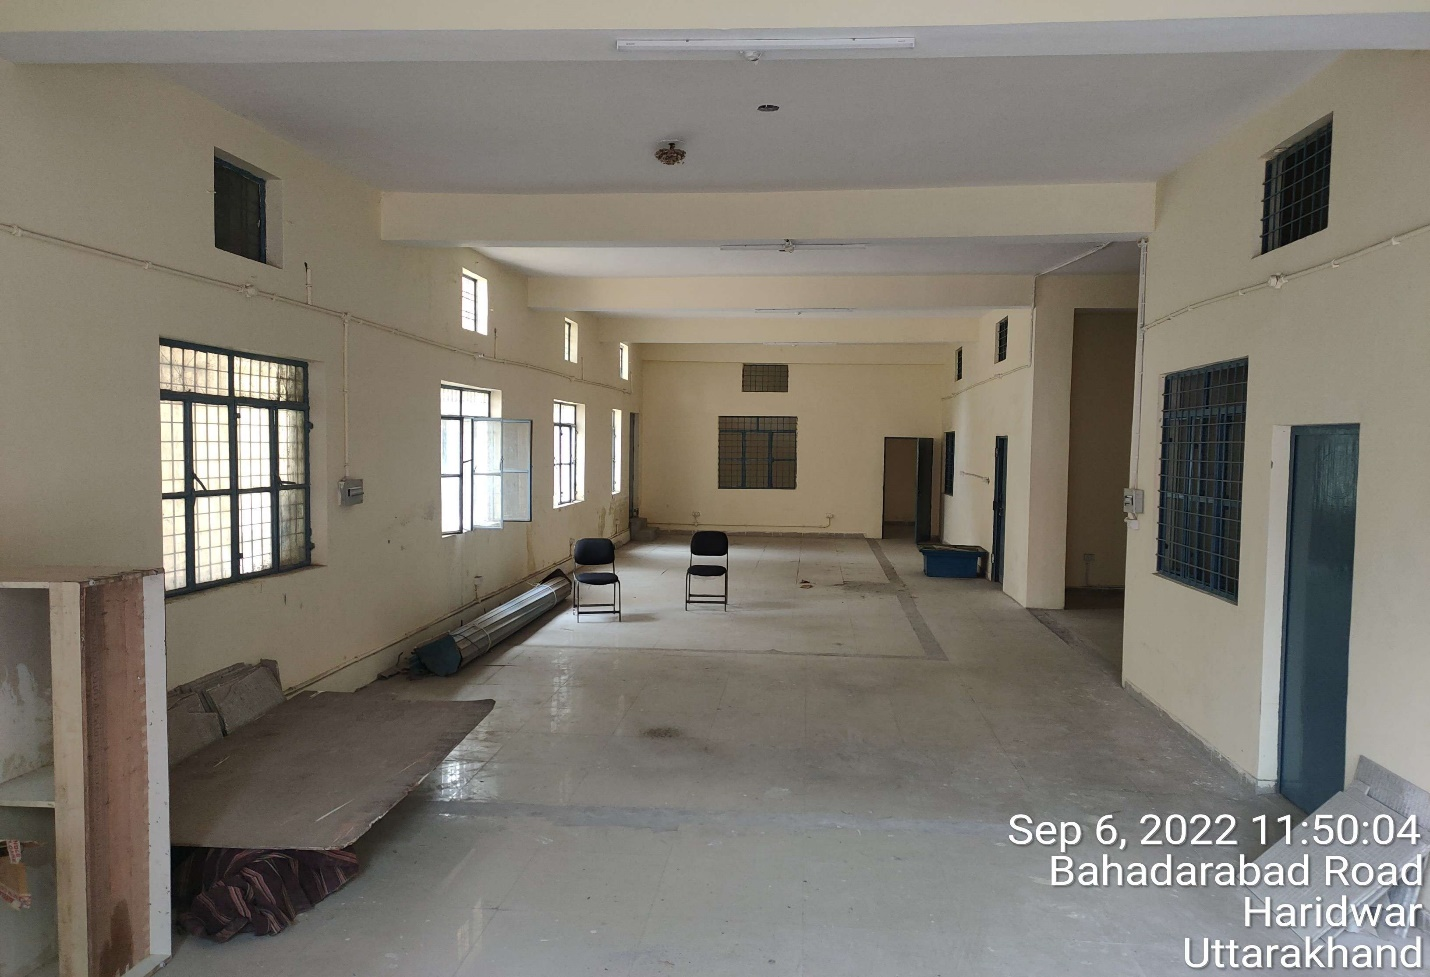 Sep 6, 2022 11:50:04
Bahadarabad Road
Haridwar
Uttarakhand